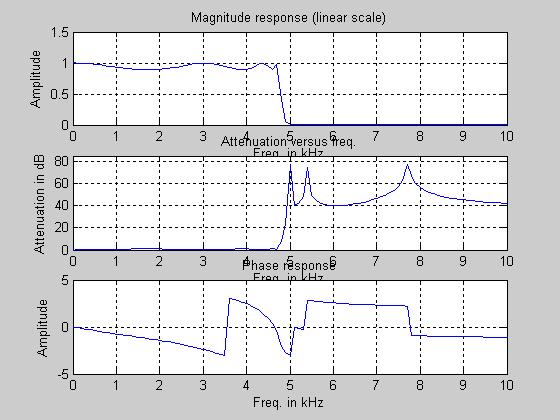 Magnitude response (linear scale)
1.5
1
0.5
0
Amplitude
0 1 2 3 4 5 6 7 8 9 10
Freq. in kHz
Attenuation versus freq.
80
60
40
20
0
Attenuation in dB
0 1 2 3 4 5 6 7 8 9 10
Freq. in kHz
Phase response
5
0
-5
Amplitude
0 1 2 3 4 5 6 7 8 9 10
Freq. in kHz